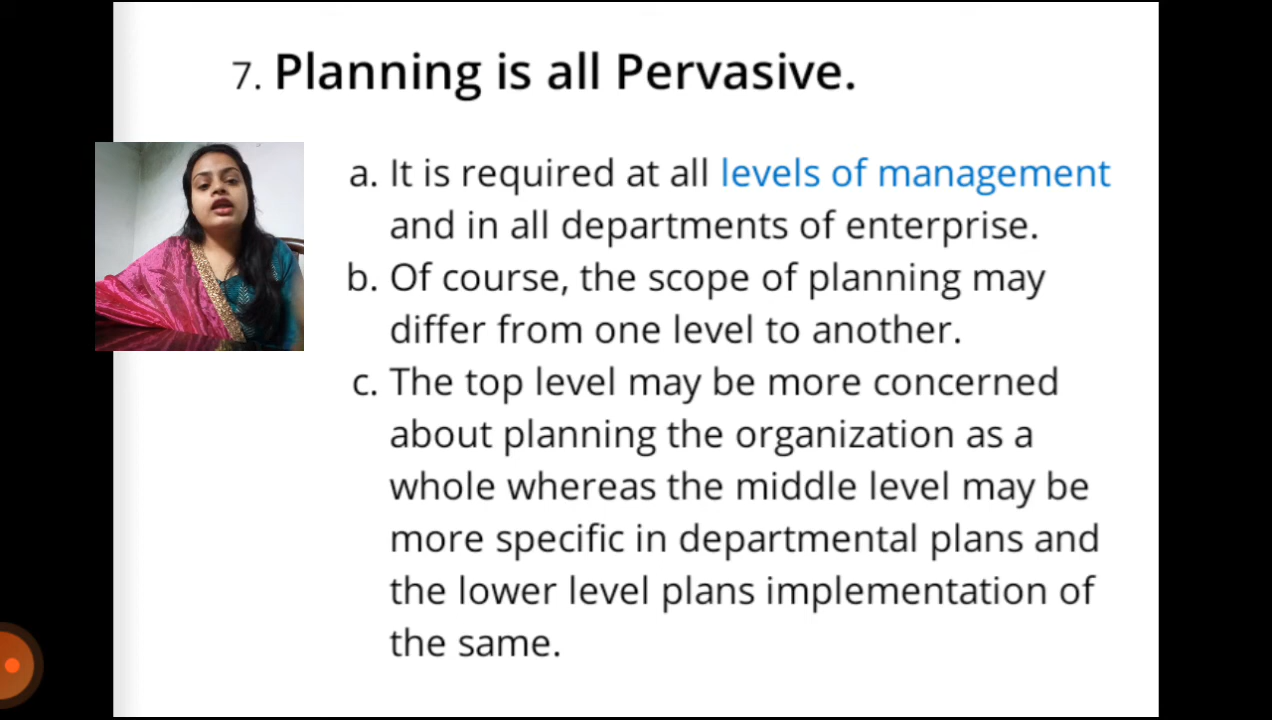 7. Planning is all Pervasive.
a. It is required at all levels of management
and in all departments of enterprise.
b. Of course, the scope of planning may
differ from one level to another.
c. The top level may be more concerned
about planning the organization as a
whole whereas the middle level may be
more specific in departmental plans and
the lower level plans implementation of
the same.